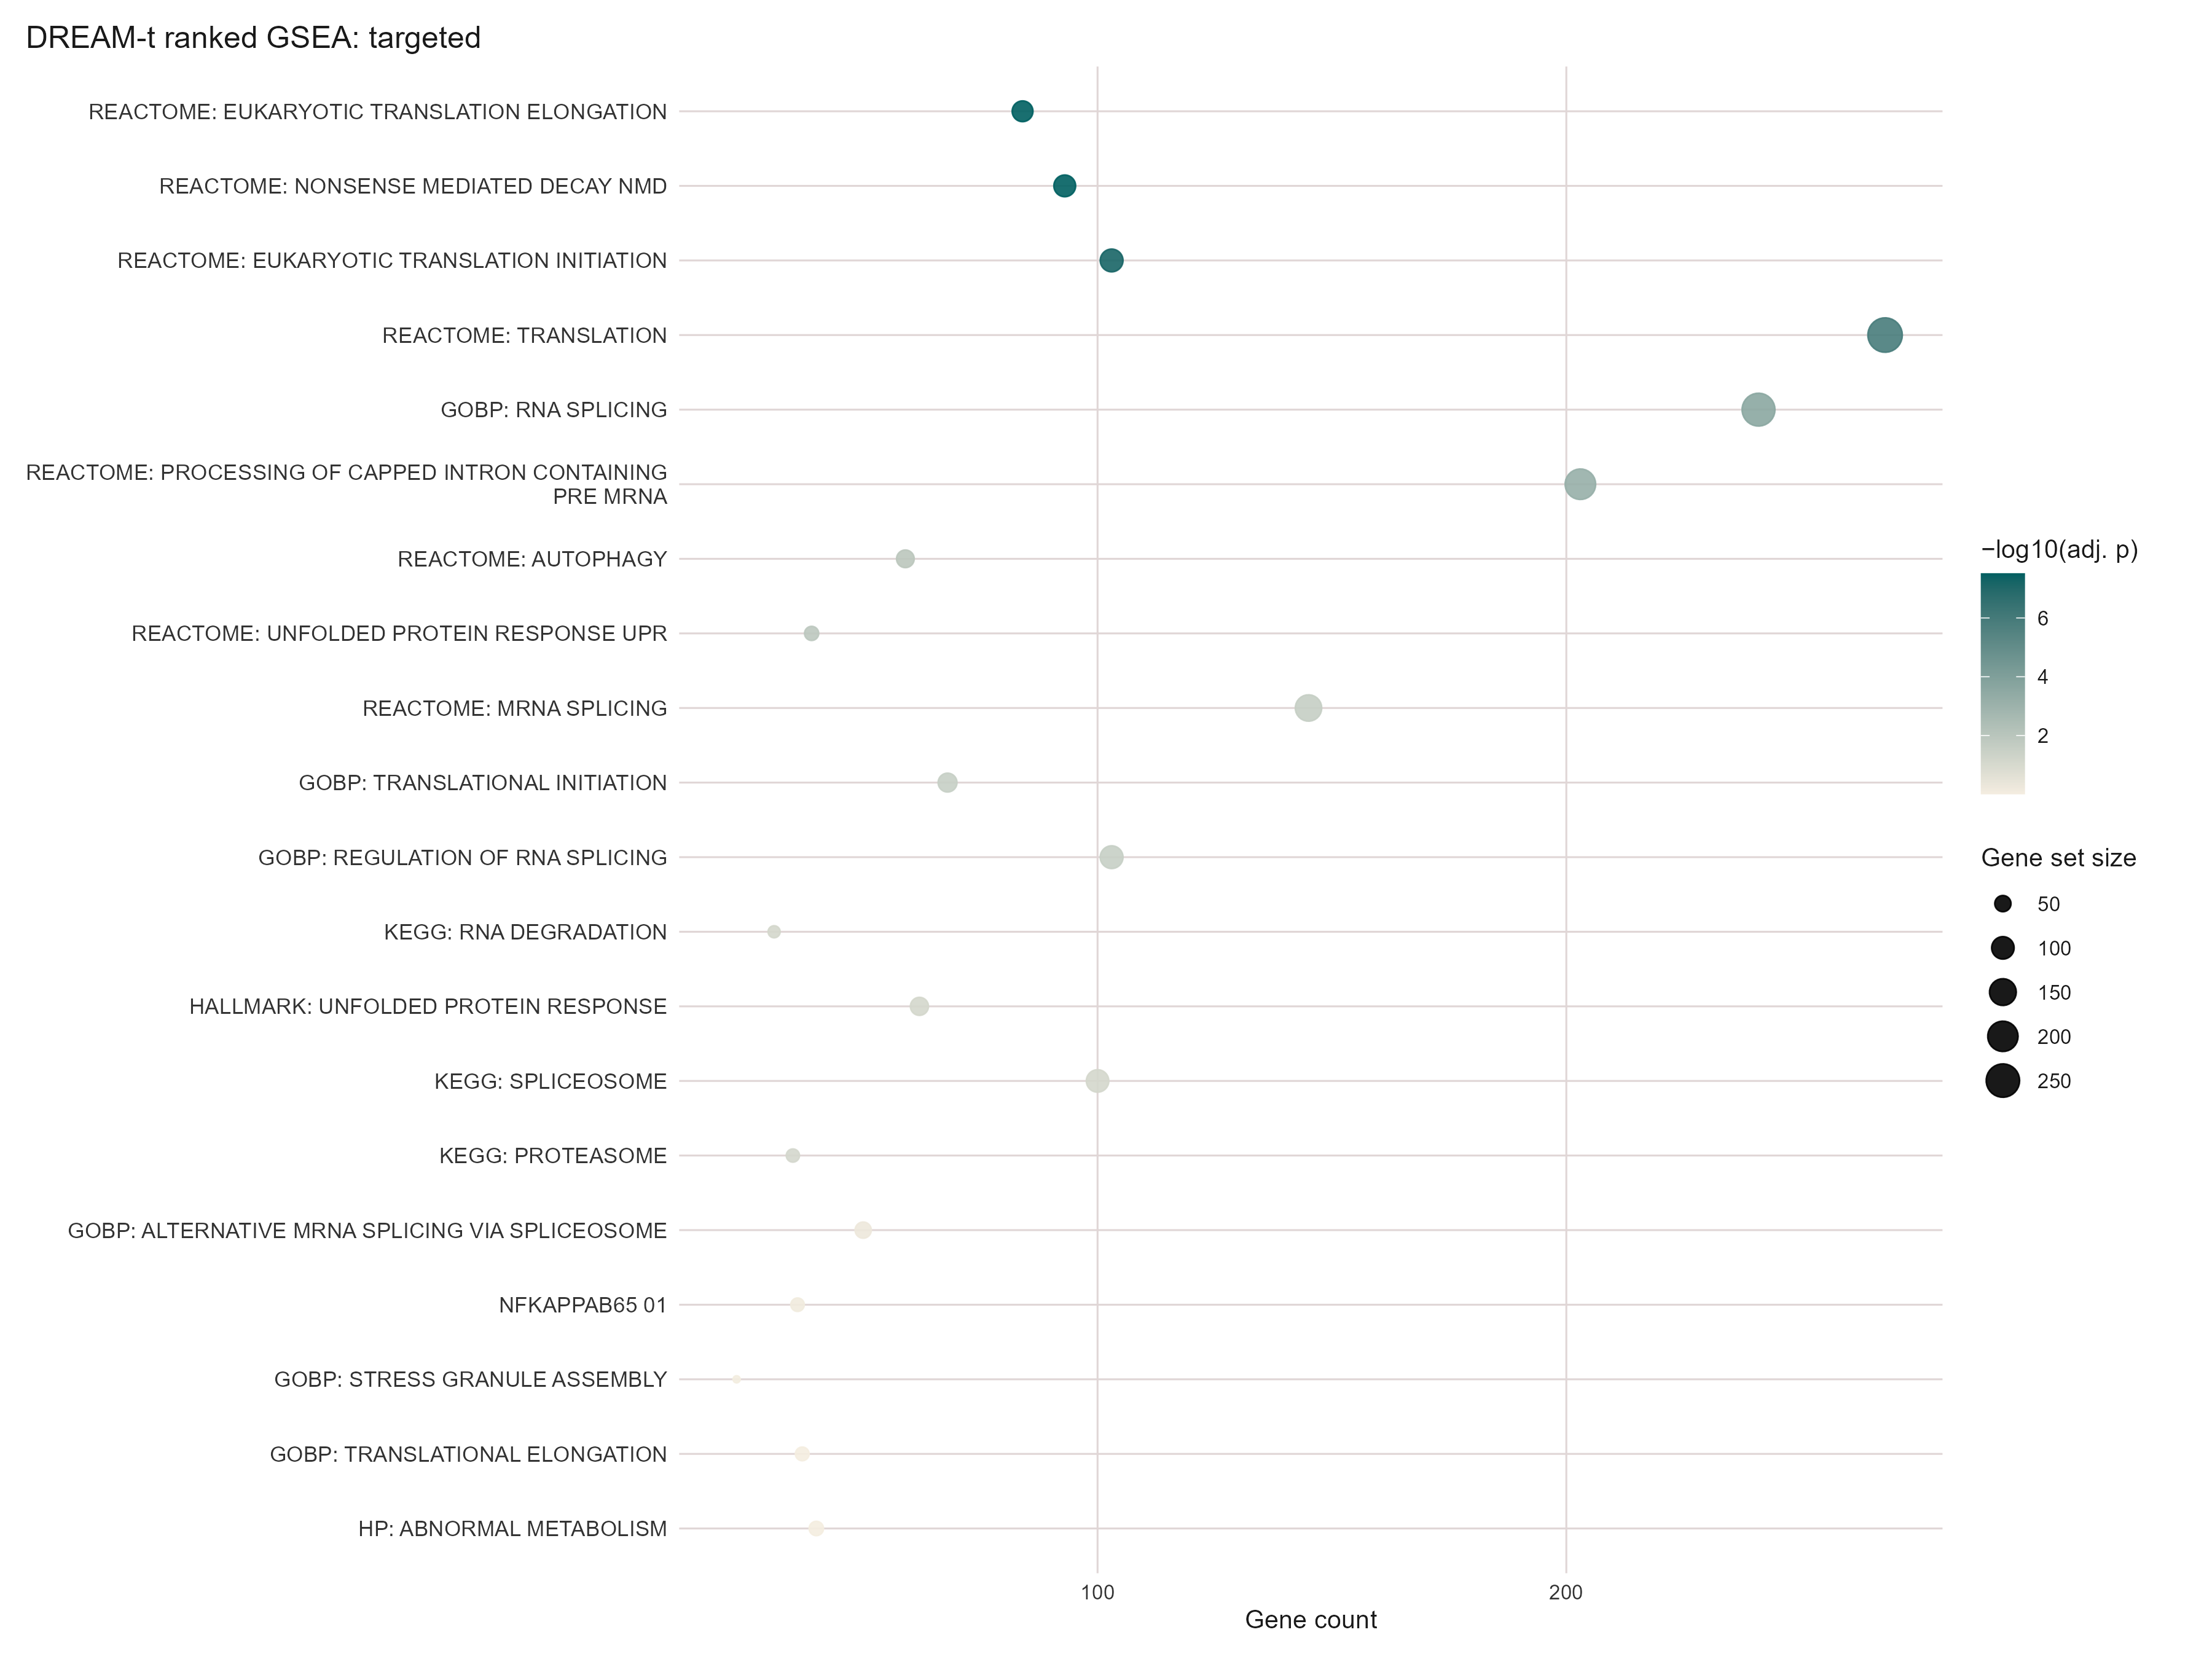 DREAM-t ranked GSEA: targeted
REACTOME: EUKARYOTIC TRANSLATION ELONGATION
REACTOME: NONSENSE MEDIATED DECAY NMD
REACTOME: EUKARYOTIC TRANSLATION INITIATION
REACTOME: TRANSLATION
GOBP: RNA SPLICING
REACTOME: PROCESSING OF CAPPED INTRON CONTAINING
PRE MRNA
REACTOME: AUTOPHAGY
REACTOME: UNFOLDED PROTEIN RESPONSE UPR
REACTOME: MRNA SPLICING
GOBP: TRANSLATIONAL INITIATION
GOBP: REGULATION OF RNA SPLICING
KEGG: RNA DEGRADATION
HALLMARK: UNFOLDED PROTEIN RESPONSE
KEGG: SPLICEOSOME
KEGG: PROTEASOME
GOBP: ALTERNATIVE MRNA SPLICING VIA SPLICEOSOME
NFKAPPAB65 01
GOBP: STRESS GRANULE ASSEMBLY
GOBP: TRANSLATIONAL ELONGATION
HP: ABNORMAL METABOLISM
100
200
Gene count
−log10(adj. p)
6
4
2
Gene set size
50
100
150
200
250